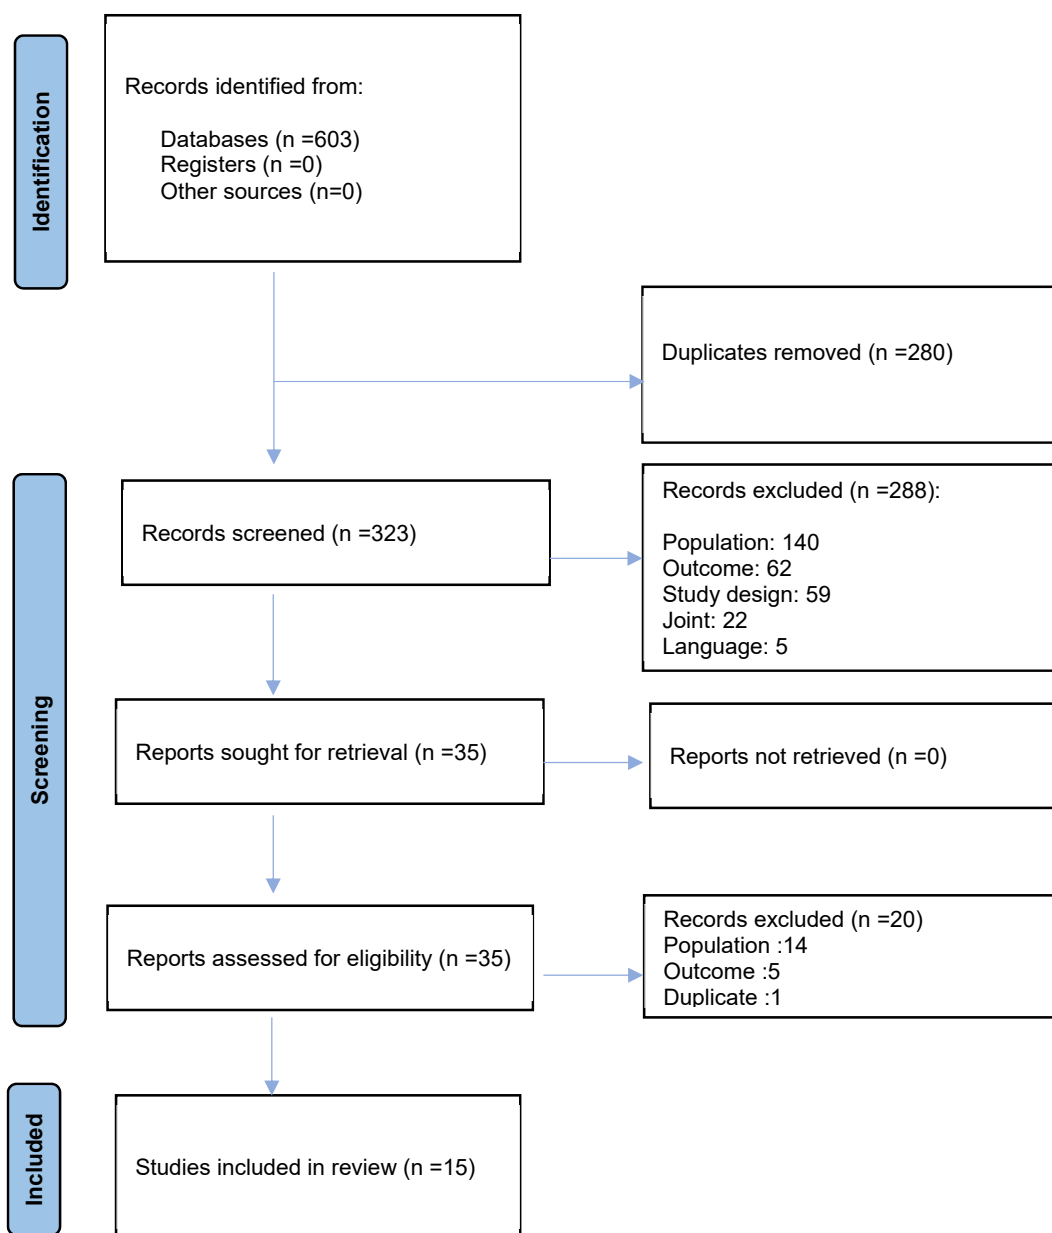 Identification
Records identified from:
Databases (n =603)
Registers (n =0)
Other sources (n=0)
Duplicates removed (n =280)
Screening
Records screened (n =323)
Records excluded (n =288):
Population: 140
Outcome: 62
Study design: 59
Joint: 22
Language: 5
Reports sought for retrieval (n =35)
Reports not retrieved (n =0)
Reports assessed for eligibility (n =35)
Records excluded (n =20)
Population :14
Outcome :5
Duplicate :1
Included
Studies included in review (n =15)